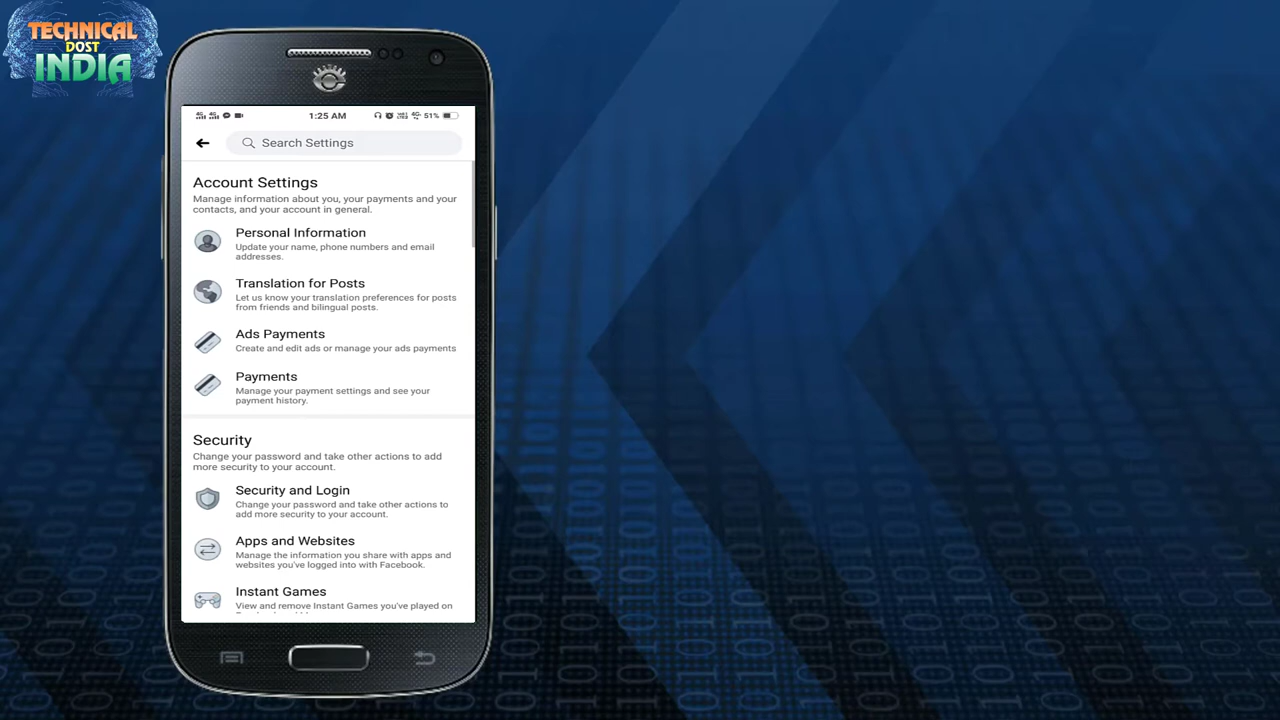 TECHNICAL
DOST
INDIA
1:25 AM
4G 51%
Search Settings
Account Settings
Manage information about you, your payments and your
contacts, and your account in general.
Personal Information
Update your name, phone numbers and email
addresses.
Translation for Posts
Let us know your translation preferences for posts
from friends and bilingual posts.
Ads Payments
Create and edit ads or manage your ads payments
Payments
Manage your payment settings and see your
payment history.
Security
Change your password and take other actions to add
more security to your account.
Security and Login
Change your password and take other actions to
add more security to your account.
Apps and Websites
Manage the information you share with apps and
websites you've logged into with Facebook.
Instant Games
View and remove Instant Games you've played on